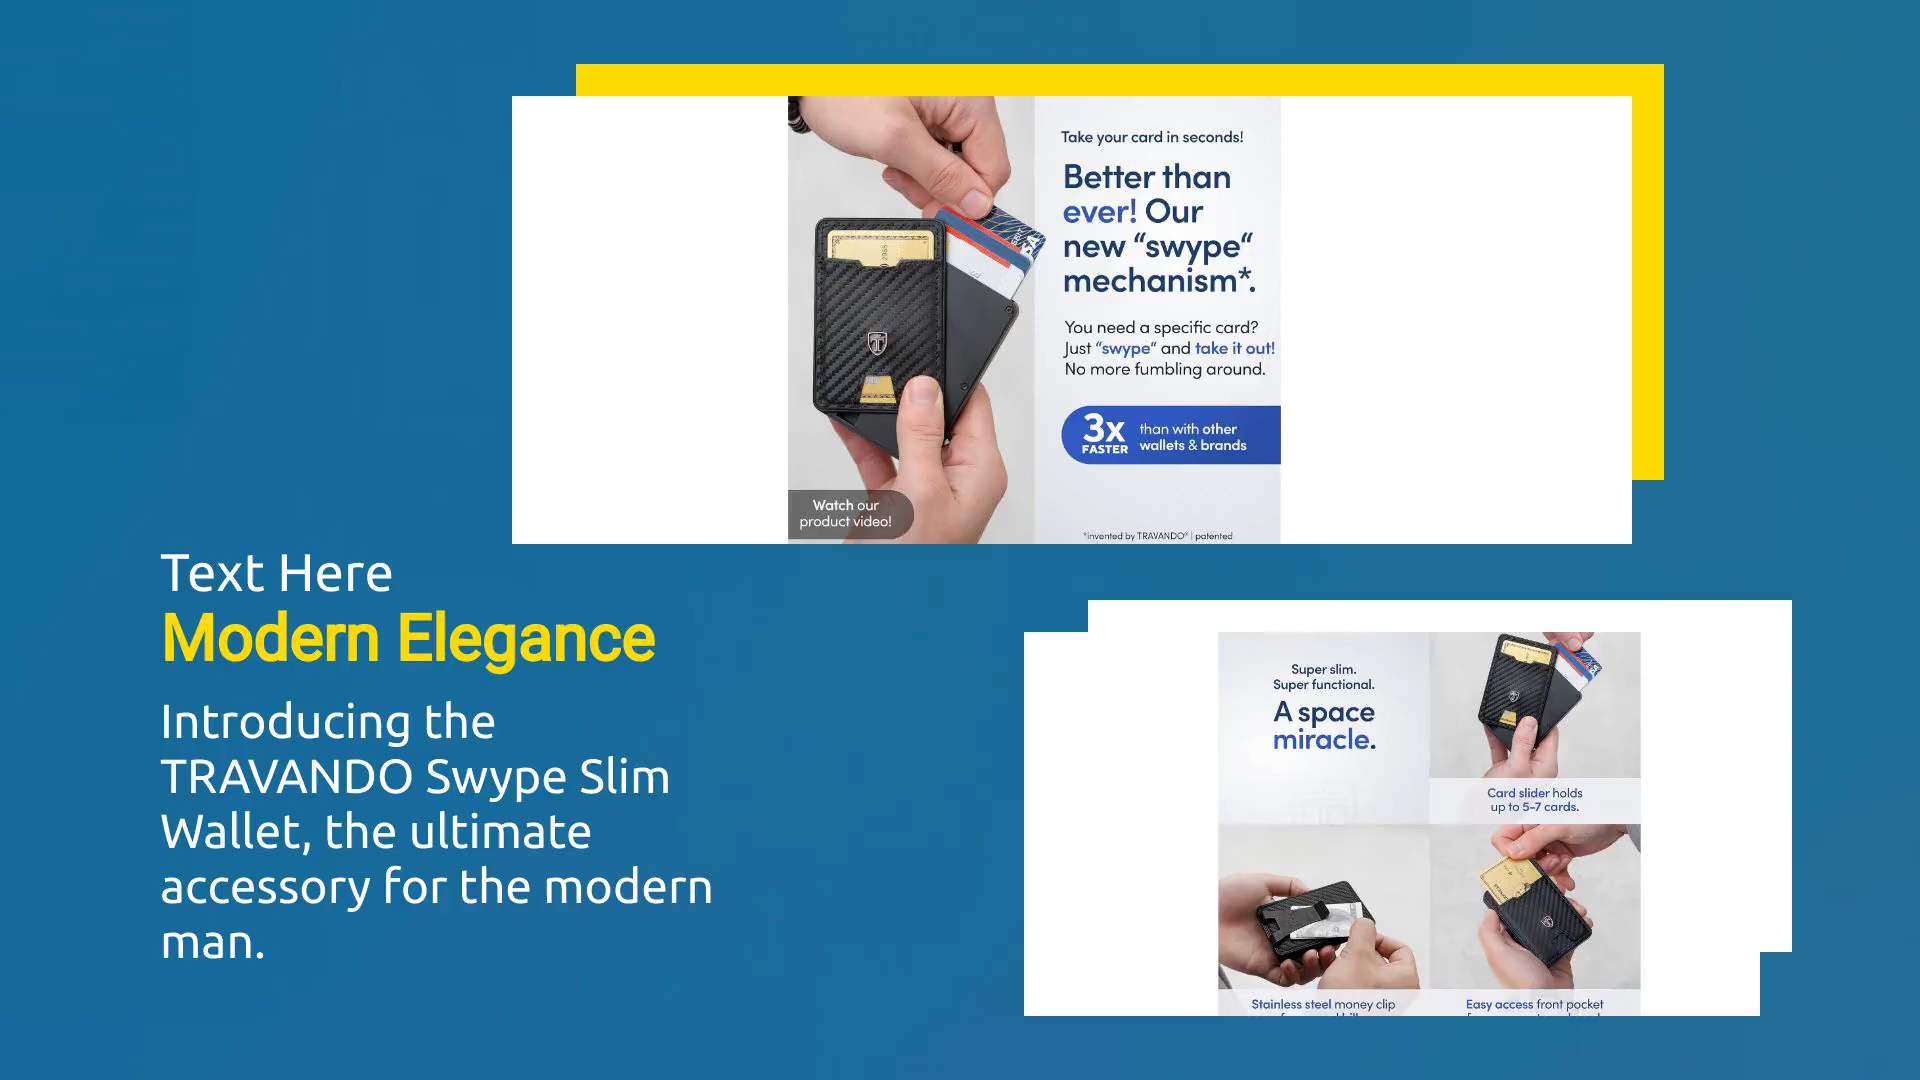 Take your card in seconds!
Better than
ever! Our
new “swype“
mechanism*.
You need a specific card?
Just “swype“ and take it out!
No more fumbling around.
3x
FASTER
than with other
wallets & brands
Watch our
product video!
*invented by TRAVANDO® | patented
Text Here
Modern Elegance
Introducing the
TRAVANDO Swype Slim
Wallet, the ultimate
accessory for the modern
man.
Super slim.
Super functional.
A space
miracle.
Card slider holds
up to 5-7 cards.
Stainless steel money clip
Easy access front pocket